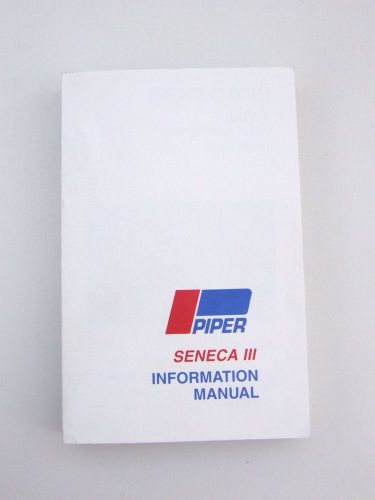 PIPER
SENECA III
INFORMATION
MANUAL